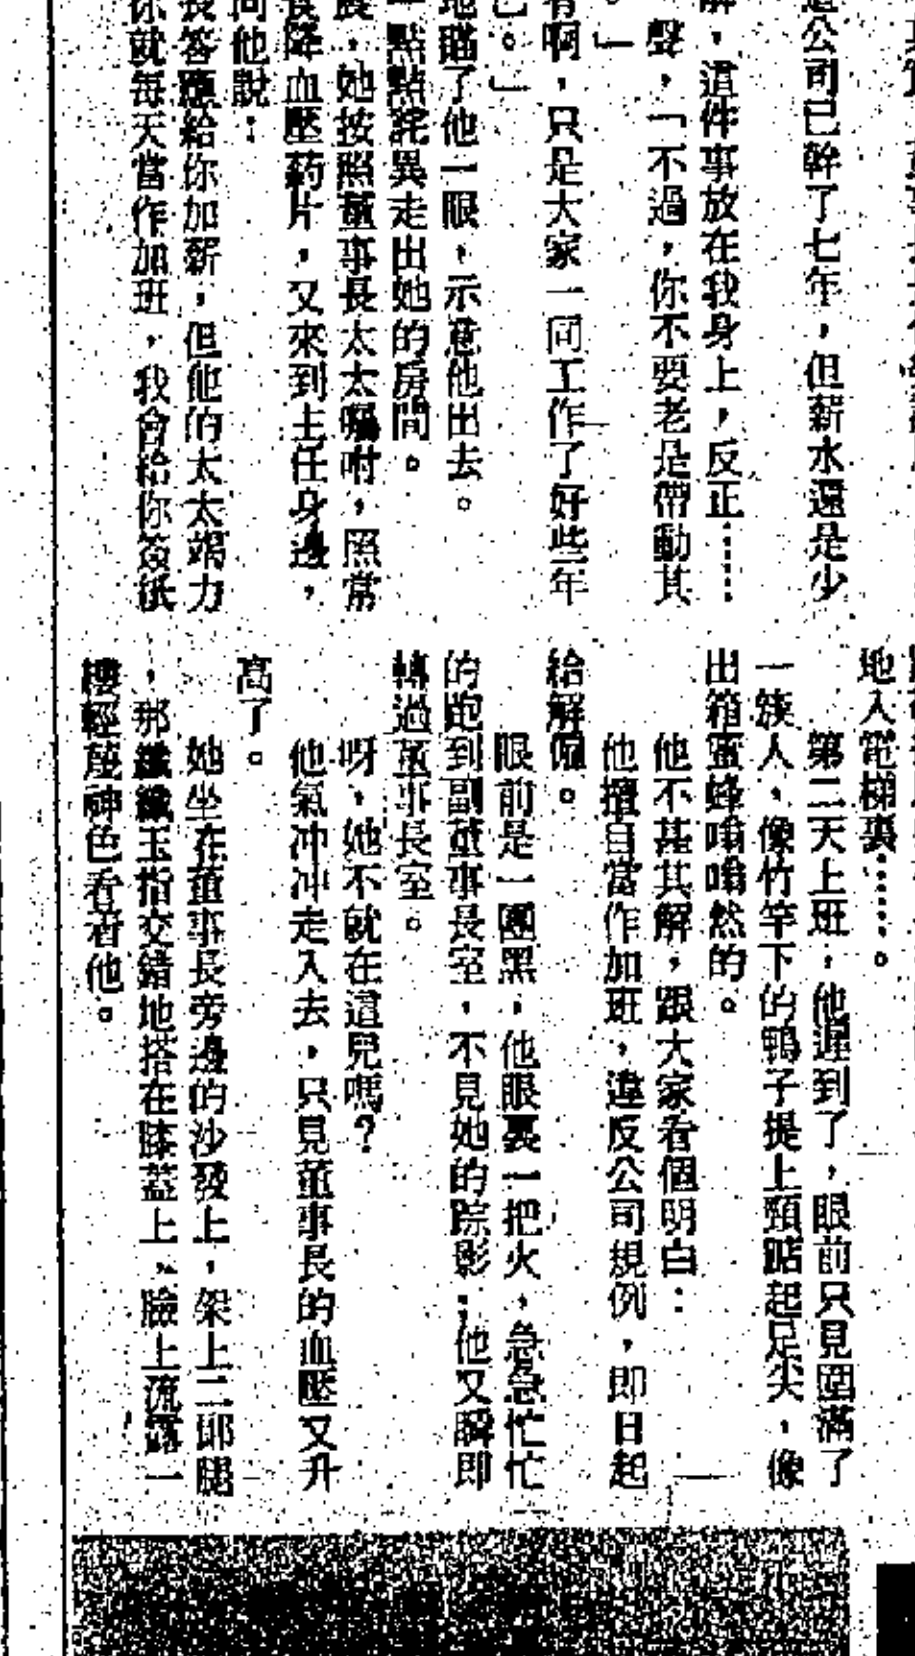 這公司已幹了七年，但薪水還是少
，這件事放在我身上，反正……
聲，「不過，你不要老是帶動其
。」
有啊，只是大家一同工作了好些年
已。」
地瞄了他一眼，示意他出去。
一點點詫異走出她的房間。
，她按照董事長太太囑咐，照常
降血壓葯片，又來到主任身邊，
向他說：
我答應給你加薪，但他的太太竭力
你就每天當作加班，我會給你簽紙
地入電梯裏……。
第二天上班，他遲到了，眼前只見圍滿了
一簇人，像竹竿下的鴨子提上頸踮起足尖，像
出箱蜜蜂嗡嗡然的。
他不甚其解，跟大家看個明白：
他擅自當作加班，違反公司規例，即日起
給解僱。
眼前是一團黑，他眼裏一把火，急急忙忙
的跑到副董事長室，不見她的踪影；他又瞬即
轉過董事長室。
呀，她不就在這兒嗎？
他氣冲冲走入去，只見董事長的血壓又升
高了。
她坐在董事長旁邊的沙發上，架上二郎腿
，那纖纖玉指交錯地搭在膝蓋上，臉上流露一
縷輕蔑神色看着他。